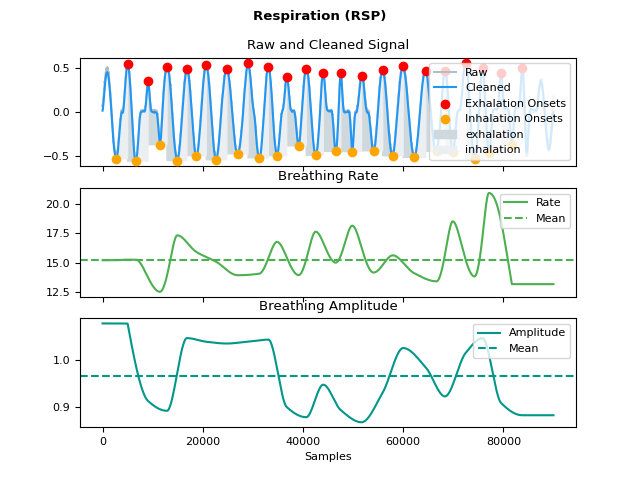 Respiration (RSP)
Raw and Cleaned Signal
0.5
0.0
−0.5
Raw
Cleaned
Exhalation Onsets
Inhalation Onsets
exhalation
inhalation
Breathing Rate
20.0
17.5
15.0
12.5
Rate
Mean
Breathing Amplitude
1.0
0.9
Amplitude
Mean
0 20000 40000 60000 80000
Samples